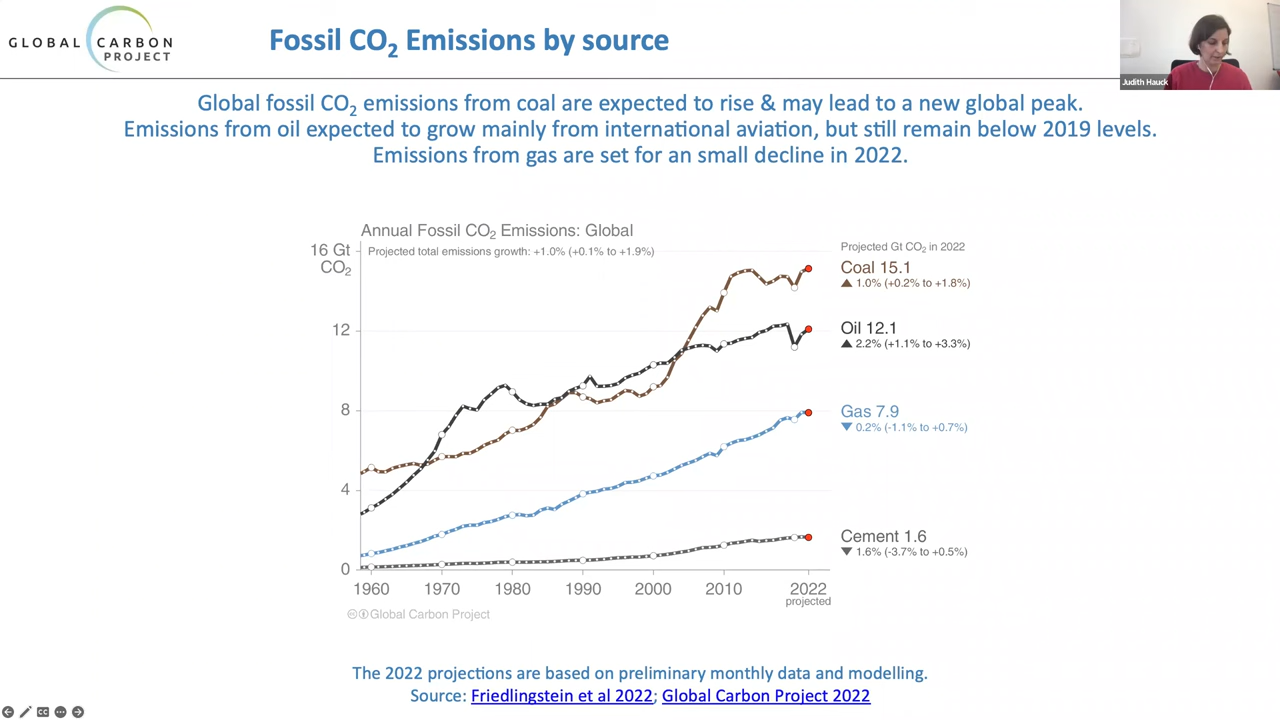 GLOBAL CARBON
PROJECT
Fossil CO2 Emissions by source
Judith Hauck
Global fossil CO2 emissions from coal are expected to rise & may lead to a new global peak.
Emissions from oil expected to grow mainly from international aviation, but still remain below 2019 levels.
Emissions from gas are set for an small decline in 2022.
Annual Fossil CO2 Emissions: Global
16 Gt
CO2
Projected total emissions growth: +1.0% (+0.1% to +1.9%)
12
8
4
0
1960 1970 1980 1990 2000 2010 2022
projected
Projected Gt CO2 in 2022
Coal 15.1
▲ 1.0% (+0.2% to +1.8%)
Oil 12.1
▲ 2.2% (+1.1% to +3.3%)
Gas 7.9
▼ 0.2% (-1.1% to +0.7%)
Cement 1.6
▼ 1.6% (-3.7% to +0.5%)
Global Carbon Project
The 2022 projections are based on preliminary monthly data and modelling.
Source: Friedlingstein et al 2022; Global Carbon Project 2022
CC